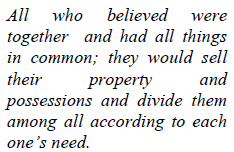 All who believed were
together and had all things
in common; they would sell
their property and
possessions and divide them
among all according to each
one’s need.